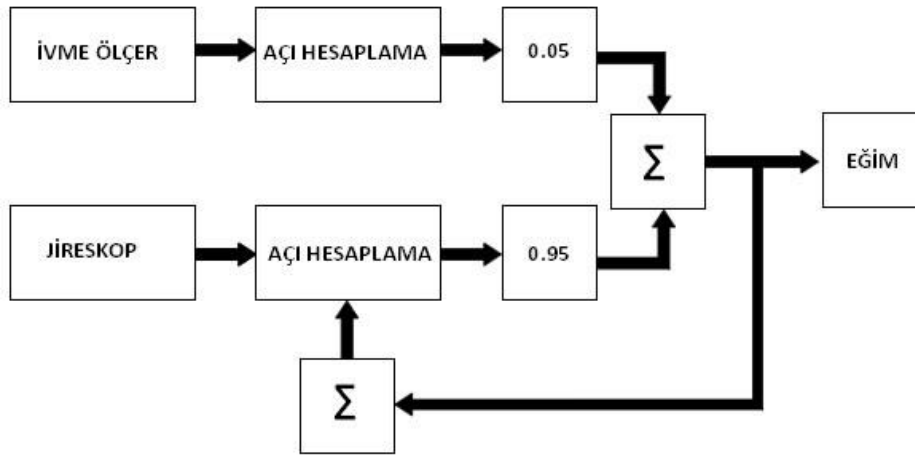 İVME ÖLÇER
AÇI HESAPLAMA
0.05
Σ
EĞİM
JİRESKOP
AÇI HESAPLAMA
0.95
Σ